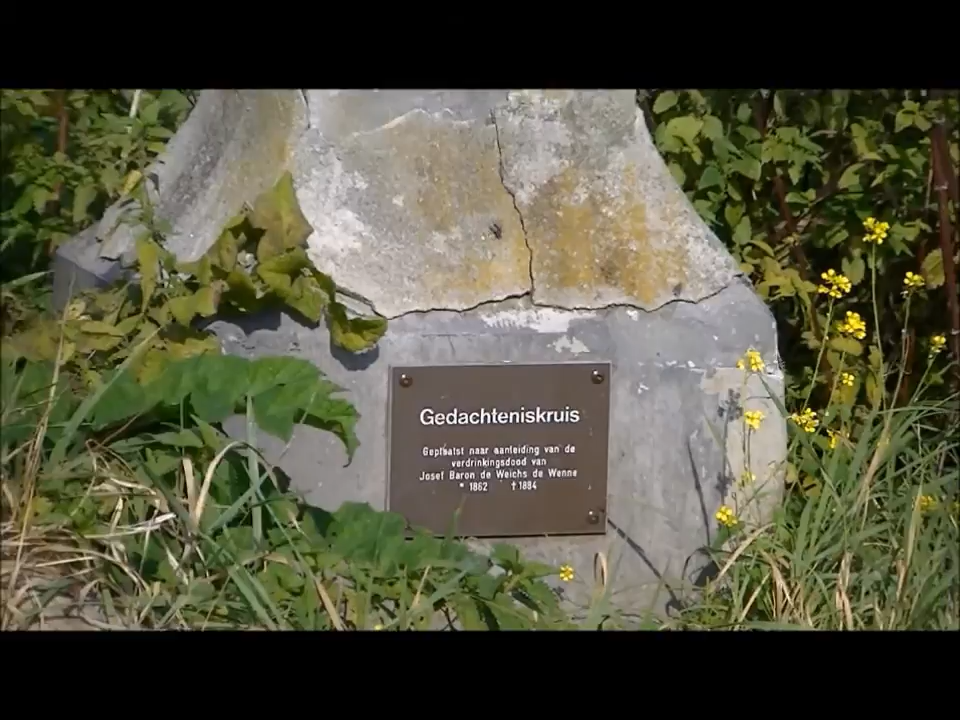 Gedachteniskruis
Geplaatst naar aanleiding van de
verdrinkingsdood van
Josef Baron de Weichs de Wenne
* 1862 † 1884